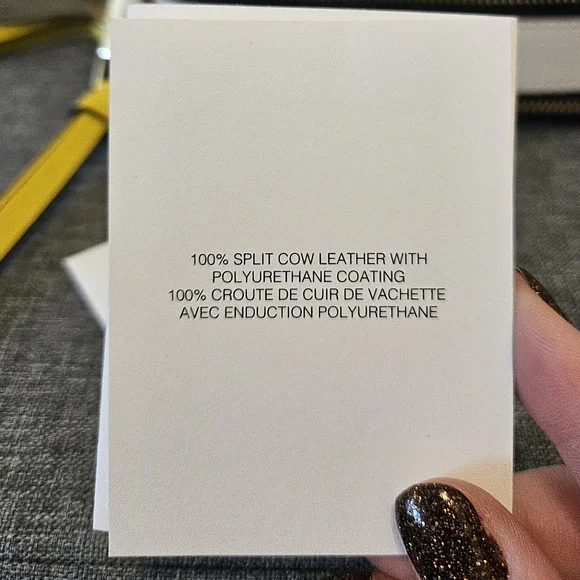 100% SPLIT COW LEATHER WITH
POLYURETHANE COATING
100% CROUTE DE CUIR DE VACHETTE
AVEC ENDUCTION POLYURETHANE